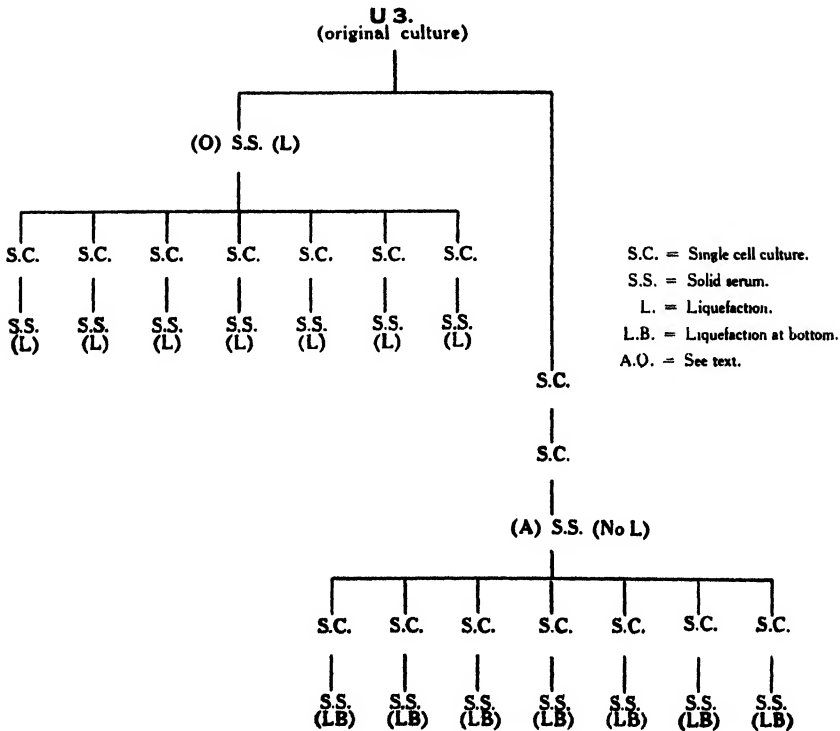 U 3.
(original culture)
(O) S.S. (L)
S.C. S.C. S.C. S.C. S.C. S.C. S.C.
S.S. S.S. S.S. S.S. S.S. S.S. S.S.
(L) (L) (L) (L) (L) (L) (L)
S.C. = Single cell culture.
S.S. = Solid serum.
L. = Liquefaction.
L.B. = Liquefaction at bottom.
A.O. = See text.
S.C.
S.C.
(A) S.S. (No L)
S.C. S.C. S.C. S.C. S.C. S.C. S.C.
S.S. S.S. S.S. S.S. S.S. S.S. S.S.
(LB) (LB) (LB) (LB) (LB) (LB) (LB)